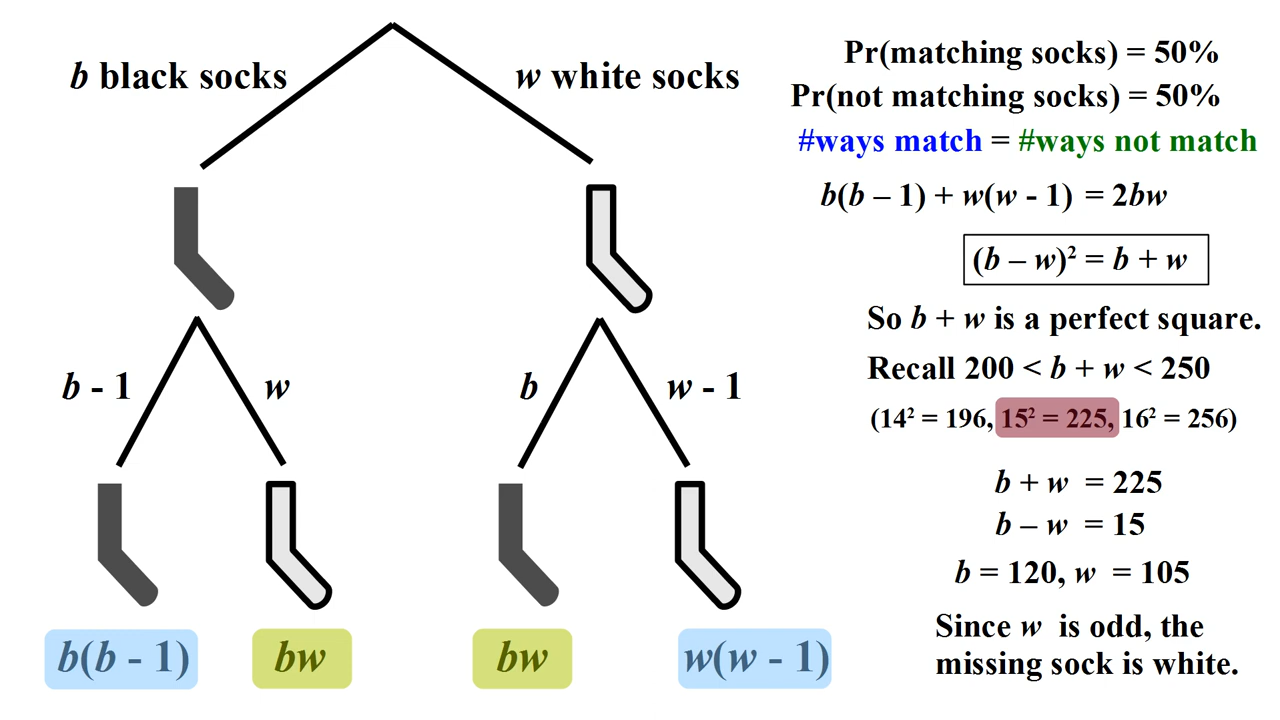 b black socks
w white socks
b - 1
w
b
w - 1
b(b - 1)
bw
bw
w(w - 1)
Pr(matching socks) = 50%
Pr(not matching socks) = 50%
#ways match = #ways not match
b(b – 1) + w(w - 1) = 2bw
(b – w)² = b + w
So b + w is a perfect square.
Recall 200 < b + w < 250
(14² = 196, 15² = 225, 16² = 256)
b + w = 225
b – w = 15
b = 120, w = 105
Since w is odd, the
missing sock is white.